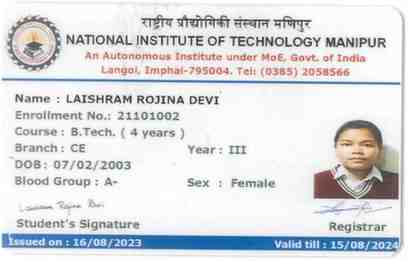 राष्ट्रीय प्रौद्योगिकी संस्थान मणिपुर
NATIONAL INSTITUTE OF TECHNOLOGY MANIPUR
An Autonomous Institute under MoE, Govt. of India
Langol, Imphal-795004. Tel: (0385) 2058566
Name : LAISHRAM ROJINA DEVI
Enrollment No.: 21101002
Course : B.Tech. ( 4 years )
Branch : CE Year : III
DOB : 07/02/2003
Blood Group : A- Sex : Female
Laishram Rojina Devi
Student's Signature Registrar
Issued on : 16/08/2023 Valid till : 15/08/2024